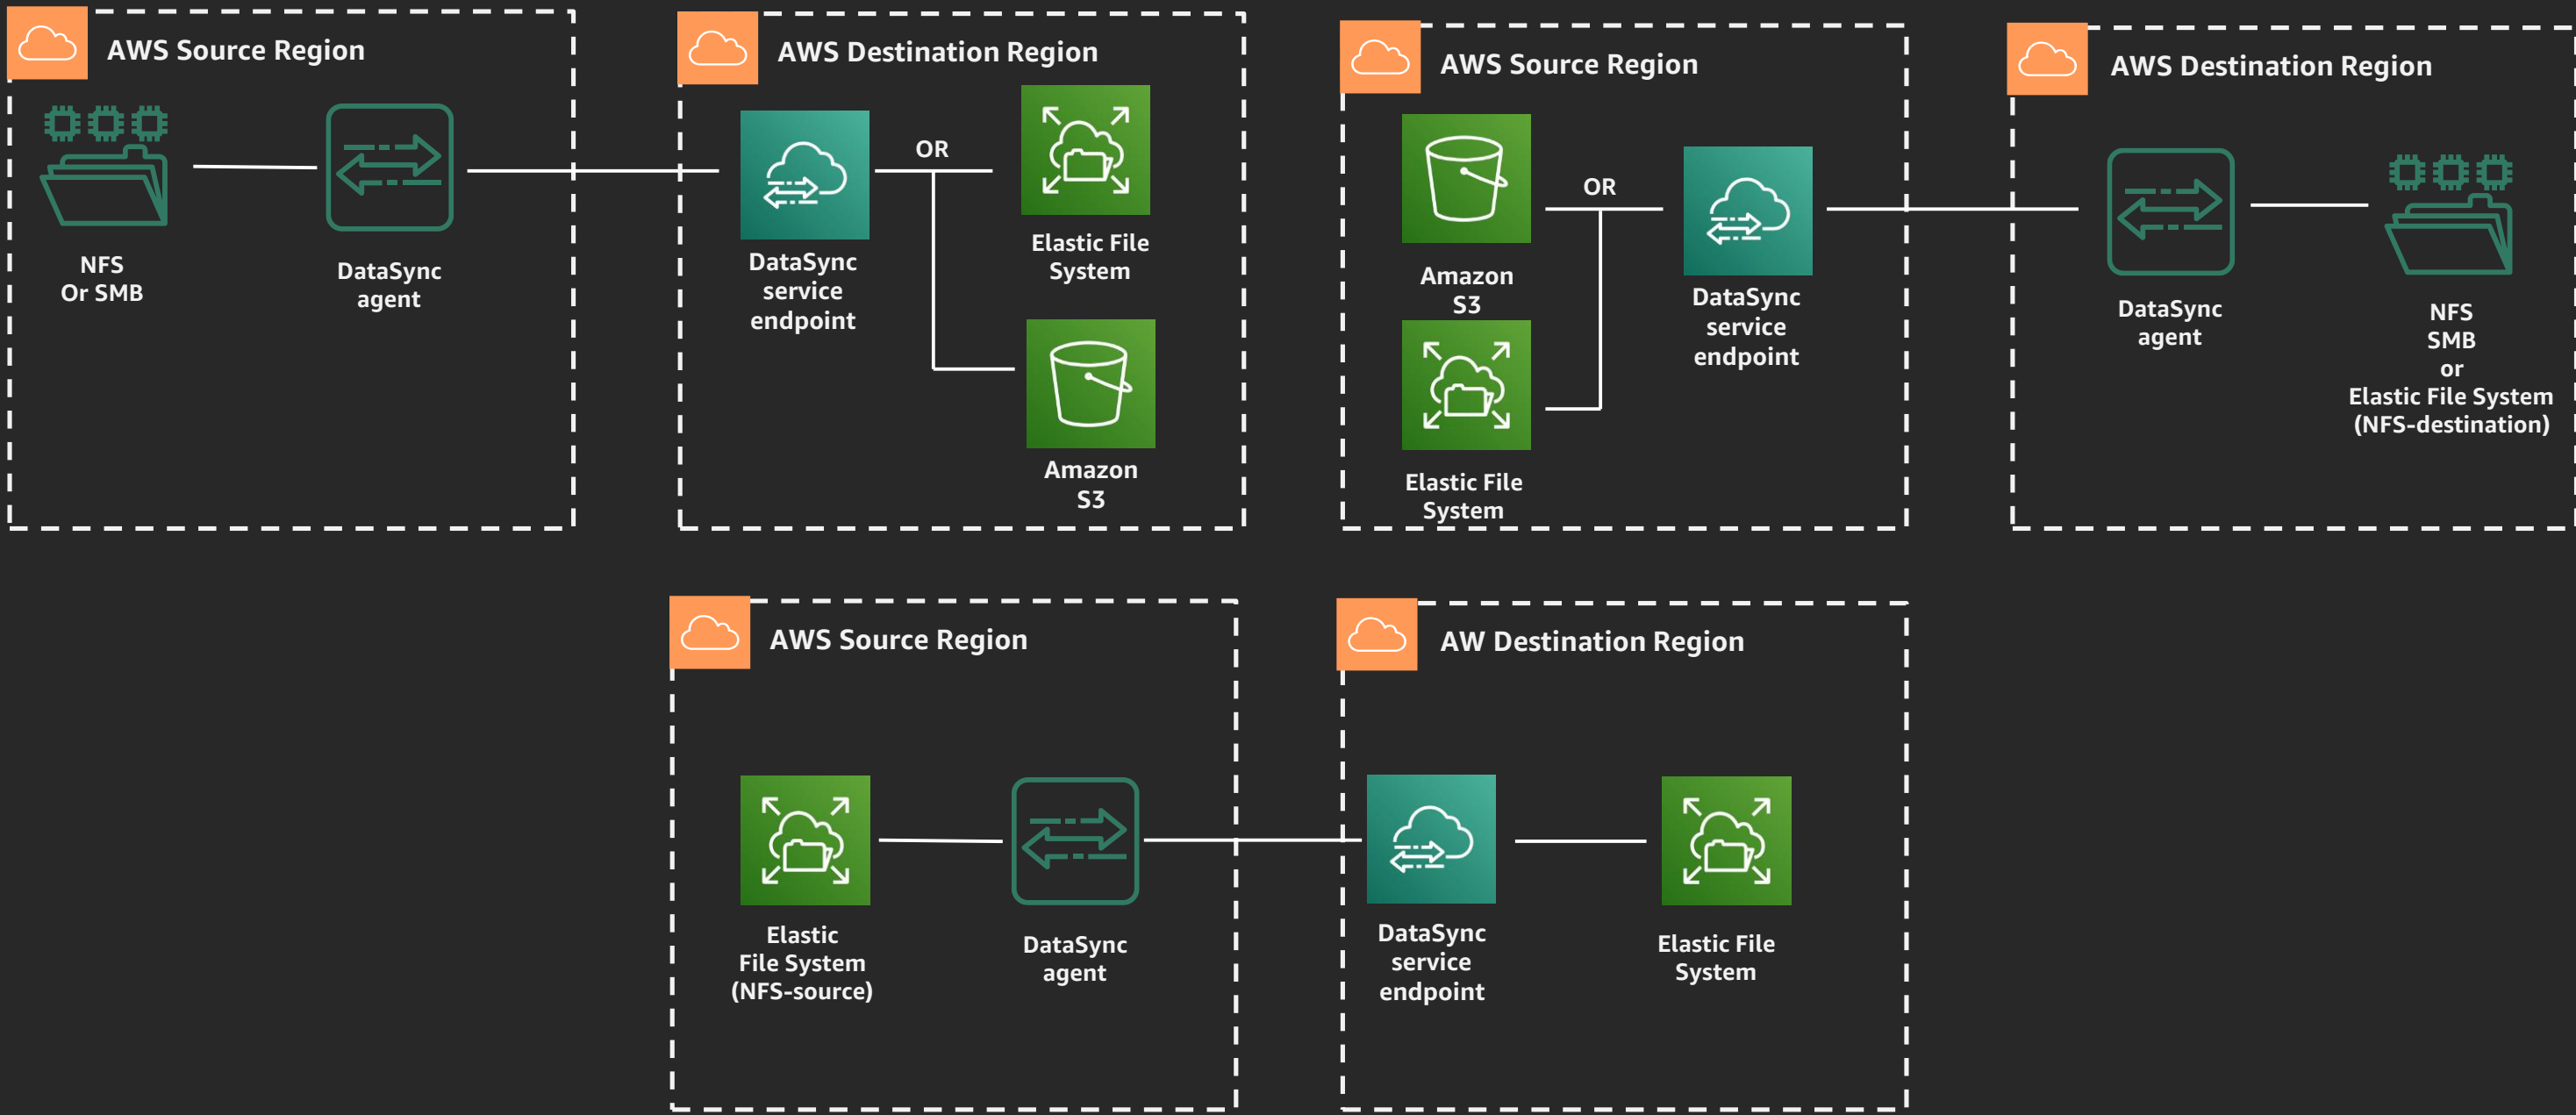 AWS Source Region
NFS
Or SMB
DataSync
agent
AWS Destination Region
DataSync
service
endpoint
OR
Elastic File
System
Amazon
S3
AWS Source Region
Amazon
S3
Elastic File
System
OR
DataSync
service
endpoint
AWS Destination Region
DataSync
agent
NFS
SMB
or
Elastic File System
(NFS-destination)
AWS Source Region
Elastic
File System
(NFS-source)
DataSync
agent
AW Destination Region
DataSync
service
endpoint
Elastic File
System